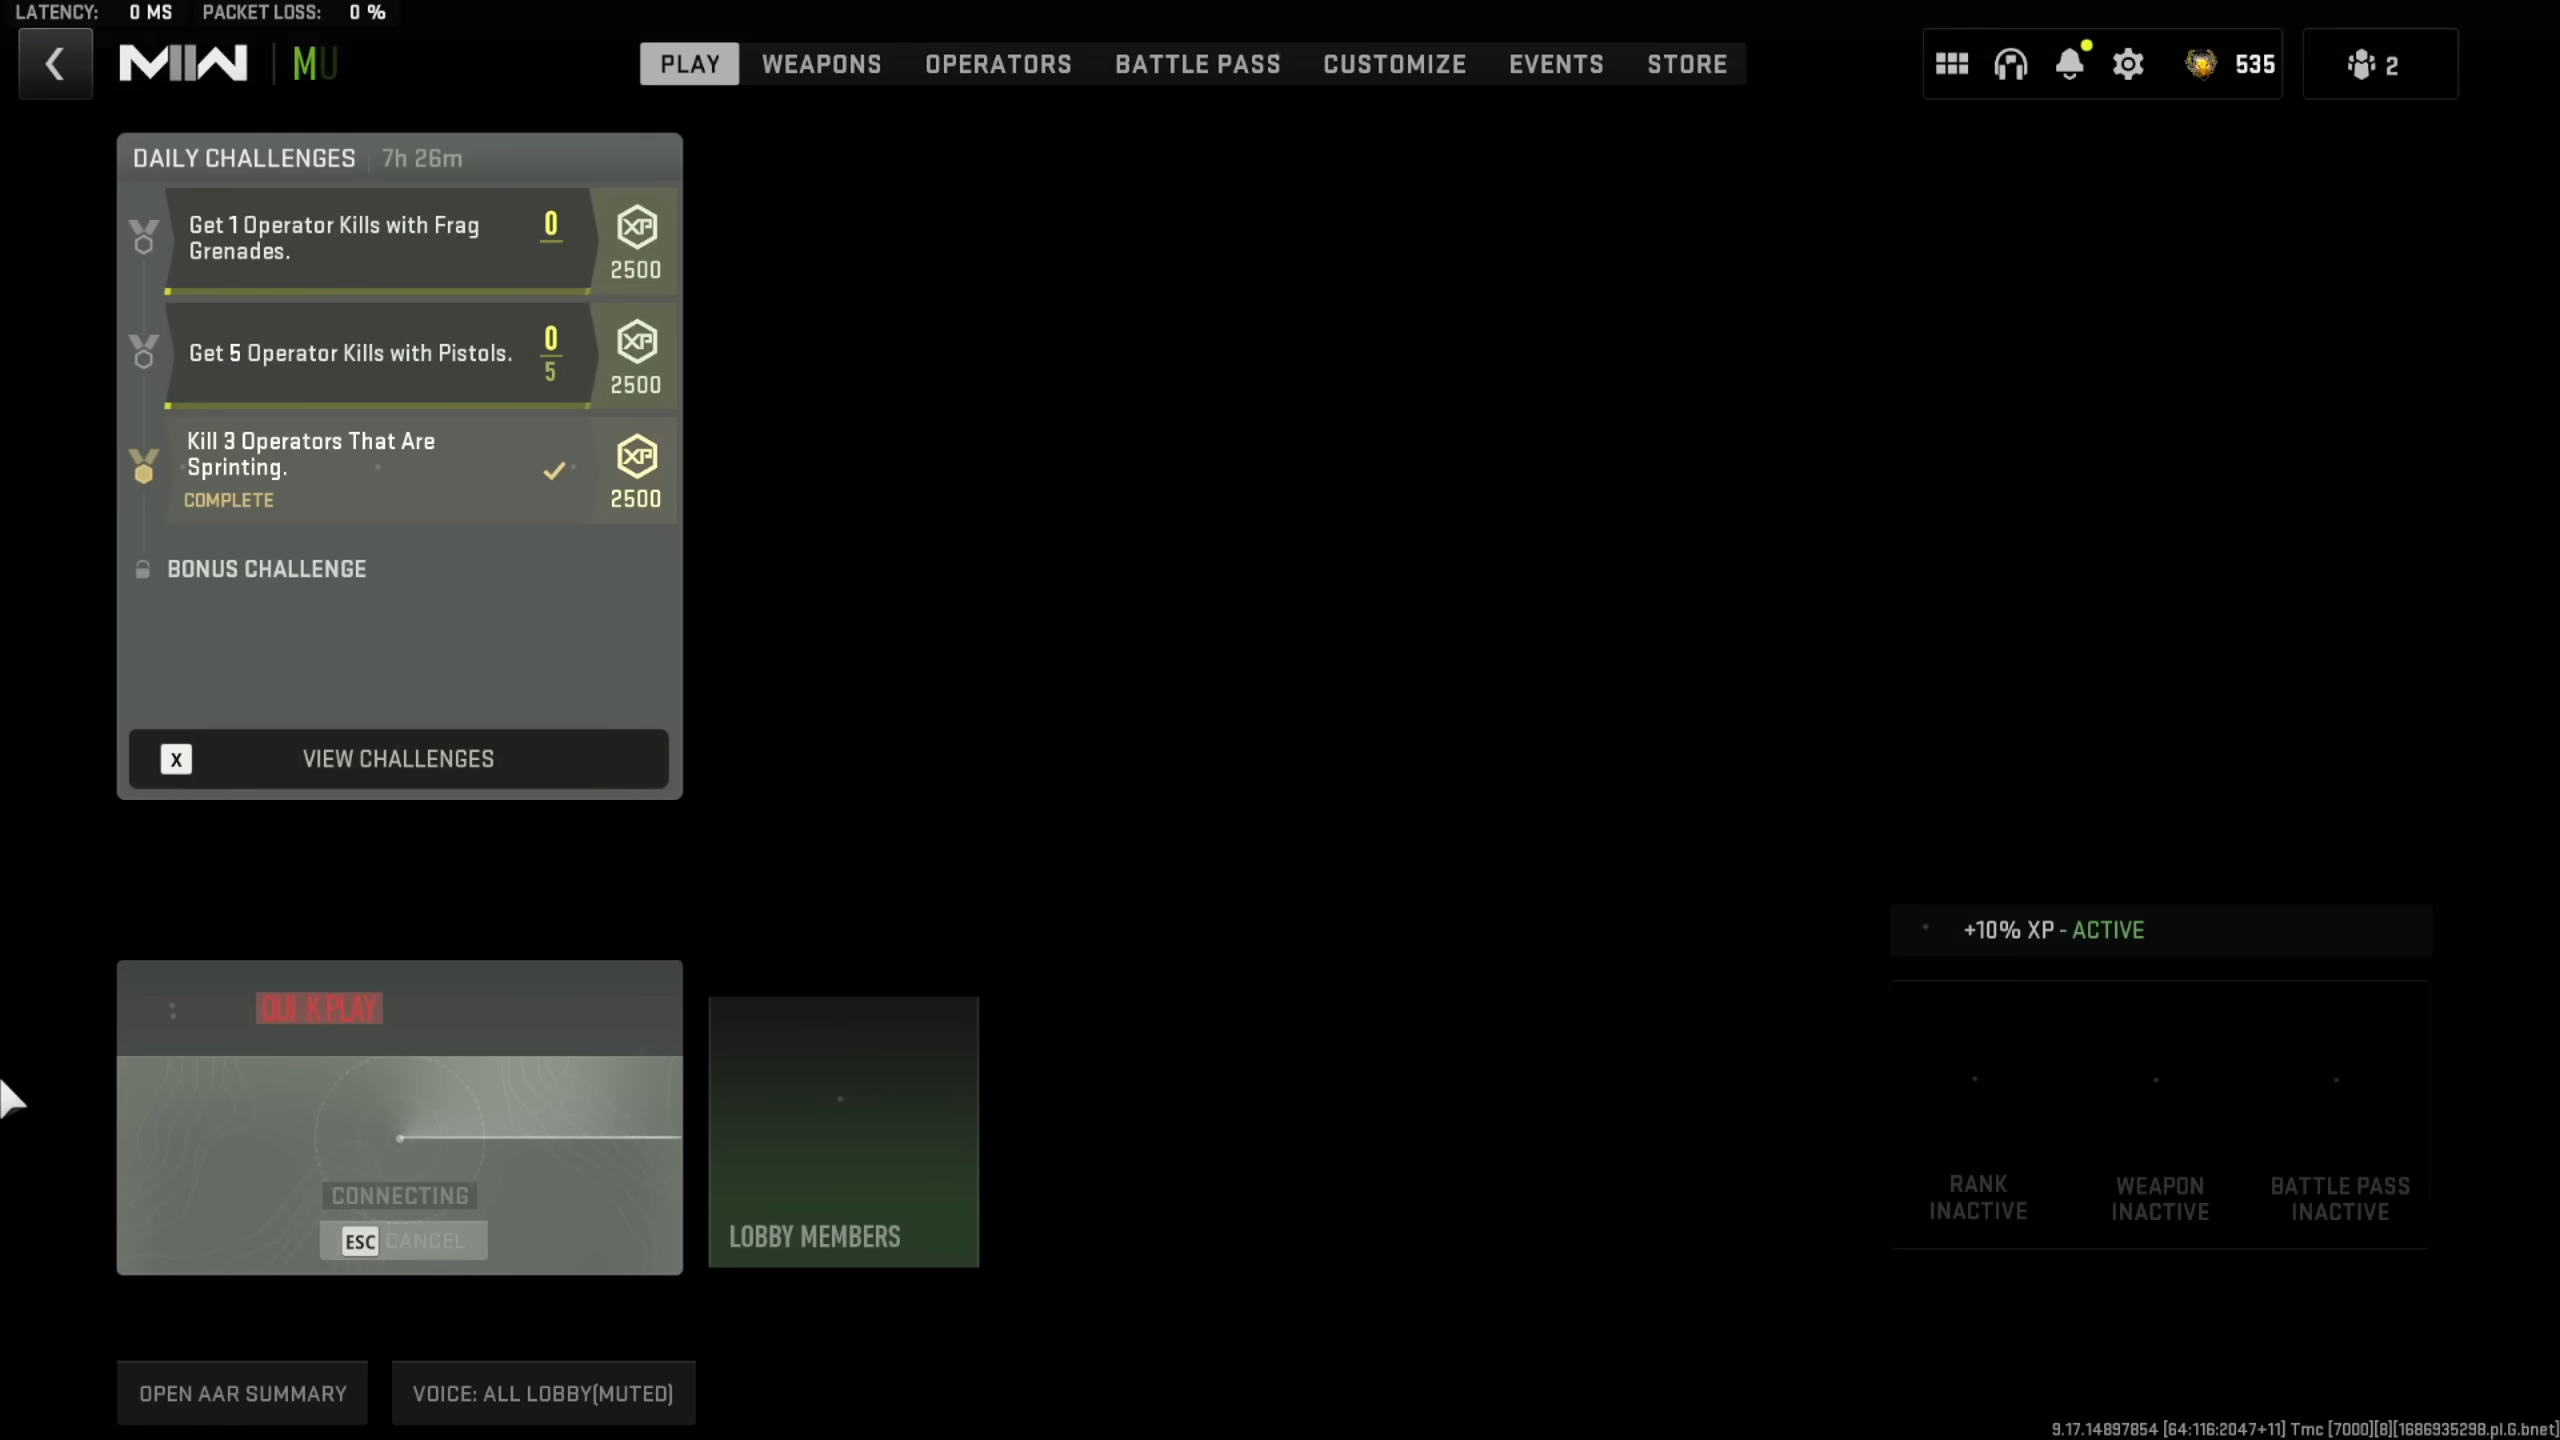 LATENCY: 0 MS PACKET LOSS: 0 %
MIIW MU
PLAY WEAPONS OPERATORS BATTLE PASS CUSTOMIZE EVENTS STORE
535
2
DAILY CHALLENGES 7h 26m
Get 1 Operator Kills with Frag
Grenades.
0
2500
Get 5 Operator Kills with Pistols.
0
5
2500
Kill 3 Operators That Are
Sprinting.
COMPLETE
2500
BONUS CHALLENGE
X VIEW CHALLENGES
+10% XP - ACTIVE
QUI K PLAY
CONNECTING
ESC CANCEL
LOBBY MEMBERS
RANK
INACTIVE
WEAPON
INACTIVE
BATTLE PASS
INACTIVE
OPEN AAR SUMMARY
VOICE: ALL LOBBY(MUTED)
9.17.14897854 [64:116:2047+11] Tmc [7000][8][1686935298.pl.G.bnet]